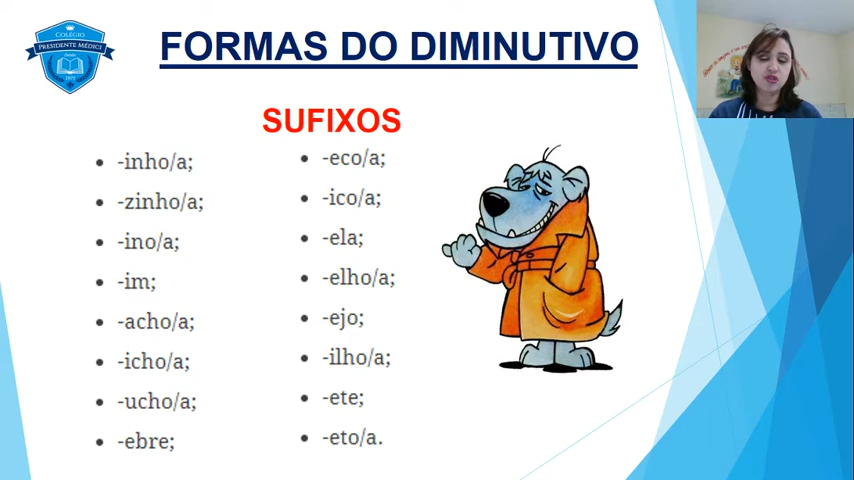 COLÉGIO
PRESIDENTE MÉDICI
FORMAS DO DIMINUTIVO
SUFIXOS
-inho/a;
-zinho/a;
-ino/a;
-im;
-acho/a;
-icho/a;
-ucho/a;
-ebre;
-eco/a;
-ico/a;
-ela;
-elho/a;
-ejo;
-ilho/a;
-ete;
-eto/a.